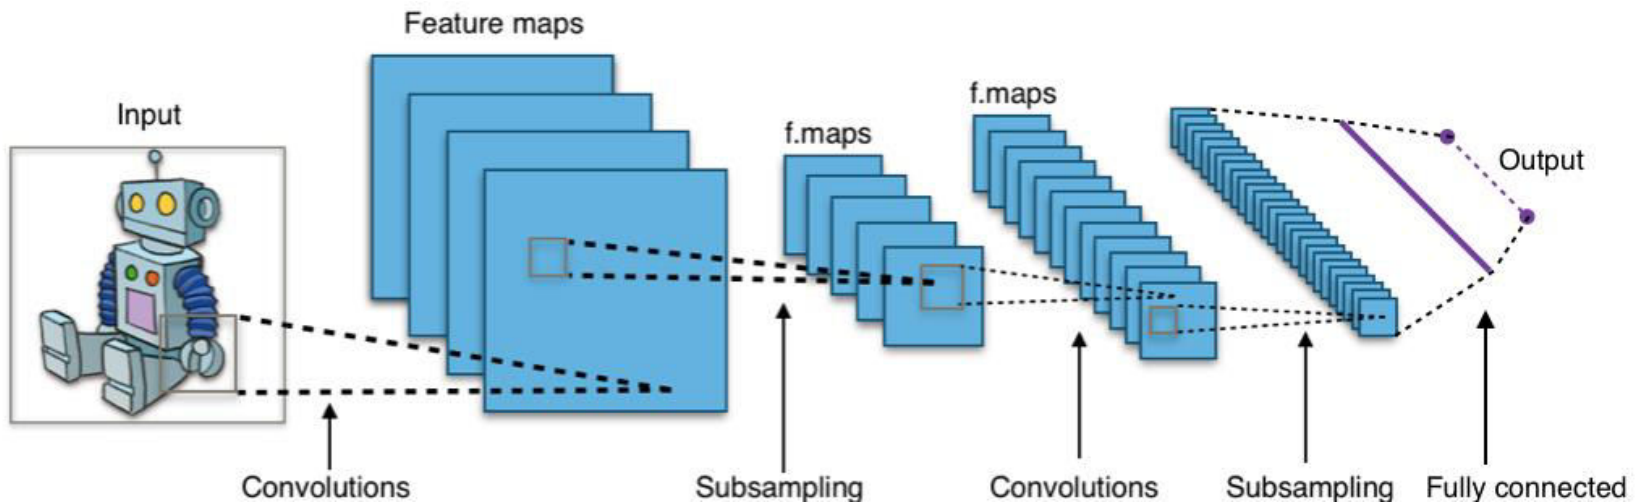 Feature maps
f.maps
Input
f.maps
Output
Convolutions
Subsampling
Convolutions
Subsampling
Fully connected